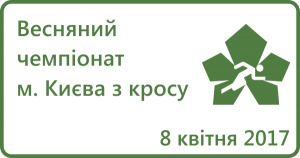 Весняний
чемпіонат
м. Києва з кросу
8 квітня 2017